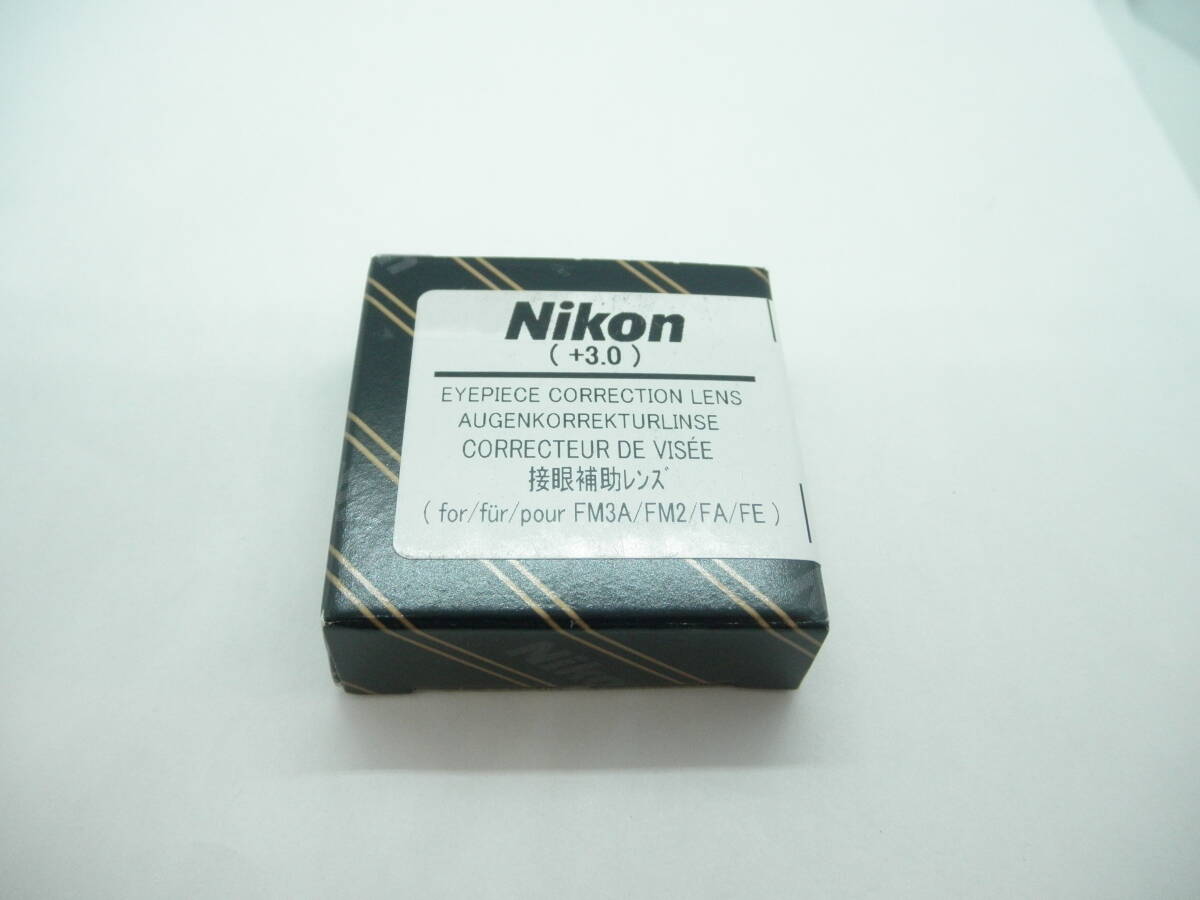 Nikon
( +3.0 )
EYEPIECE CORRECTION LENS
AUGENKORREKTURLINSE
CORRECTEUR DE VISÉE
接眼補助レンズ
( for/für/pour FM3A/FM2/FA/FE )
Nikon